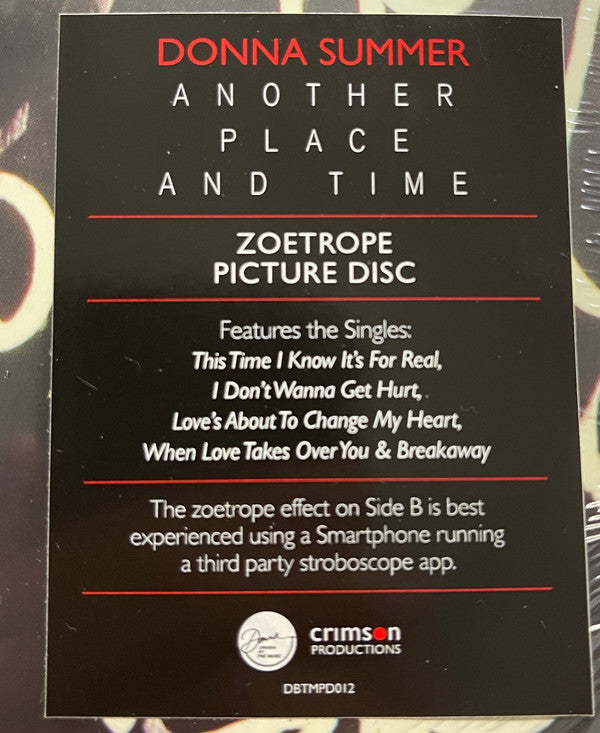 DONNA SUMMER
ANOTHER
PLACE
AND TIME
ZOETROPE
PICTURE DISC
Features the Singles:
This Time I Know It's For Real,
I Don't Wanna Get Hurt,
Love's About To Change My Heart,
When Love Takes Over You & Breakaway
The zoetrope effect on Side B is best
experienced using a Smartphone running
a third party stroboscope app.
crimson
PRODUCTIONS
DBTMPD012